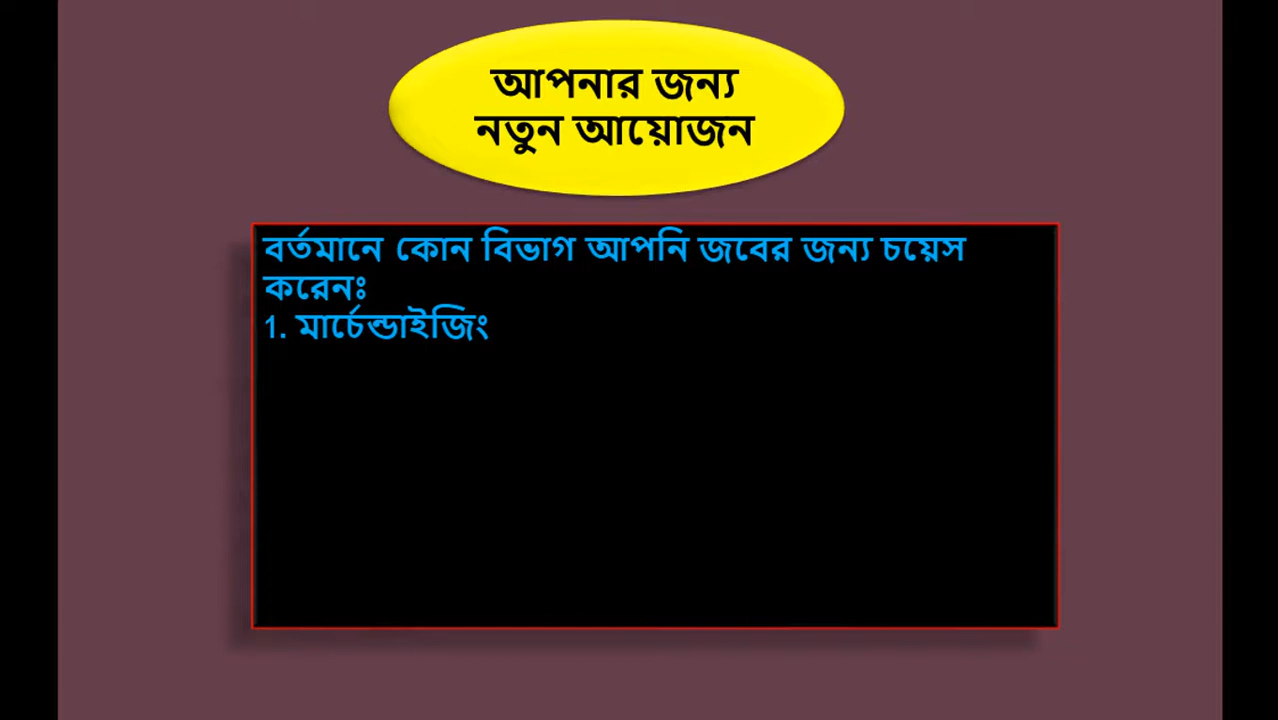 আপনার জন্য
নতুন আয়োজন
বর্তমানে কোন বিভাগ আপনি জবের জন্য চয়েস
করেনঃ
1. মার্চেন্ডাইজিং